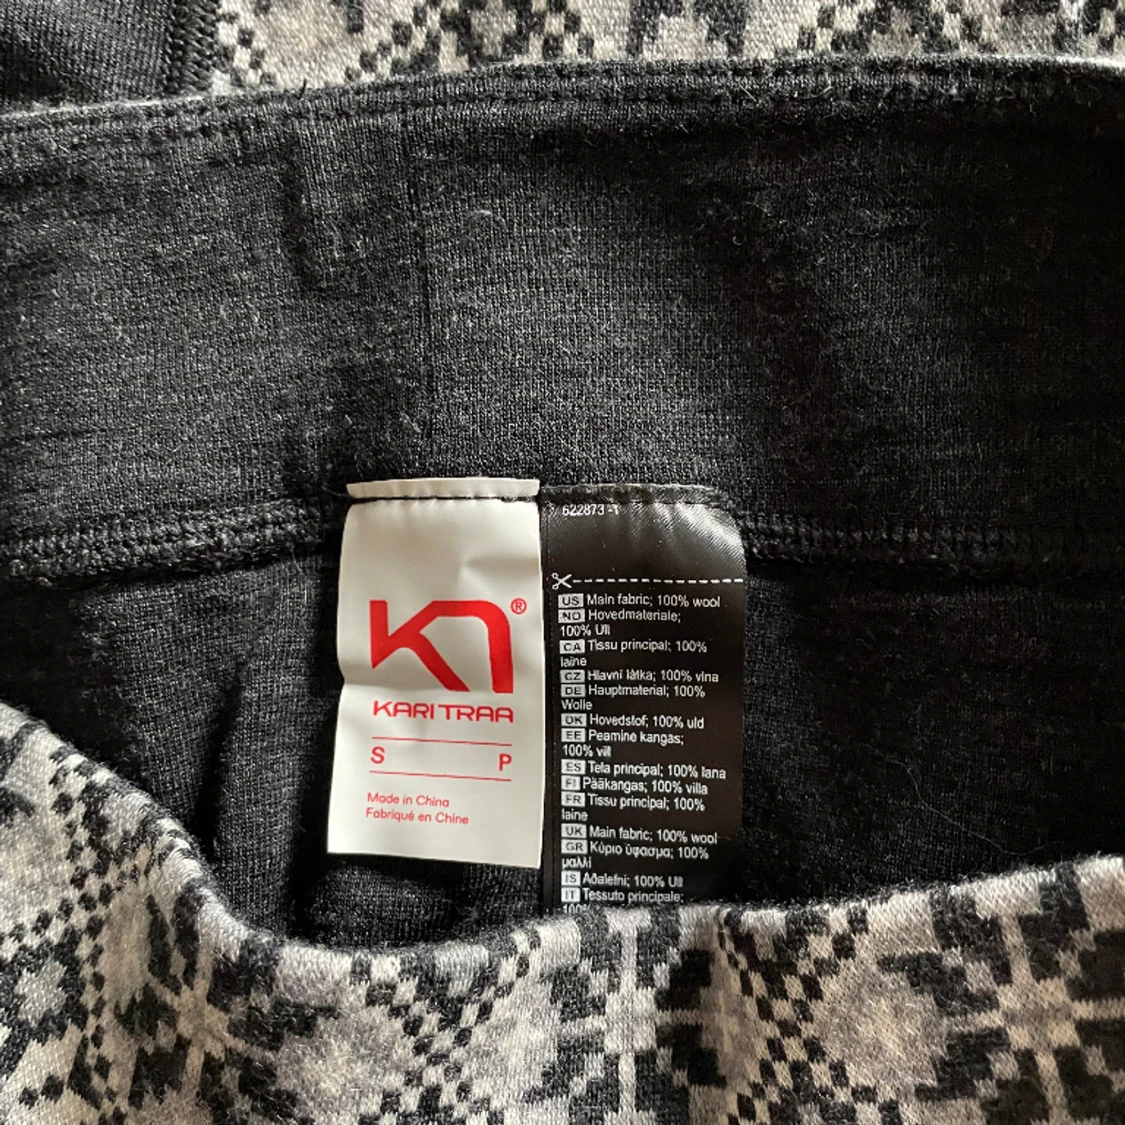 KARI TRAA
S P
Made in China
Fabriqué en Chine
622873 -1
US Main fabric; 100% wool
NO Hovedmateriale;
100% Ull
CA Tissu principal; 100%
laine
CZ Hlavní látka; 100% vlna
DE Hauptmaterial; 100%
Wolle
DK Hovedstof; 100% uld
EE Peamine kangas;
100% vill
ES Tela principal; 100% lana
FI Pääkangas; 100% villa
FR Tissu principal; 100%
laine
UK Main fabric; 100% wool
GR Κύριο ύφασμα; 100%
μαλλί
IS Aðalefni; 100% Ull
IT Tessuto principale;